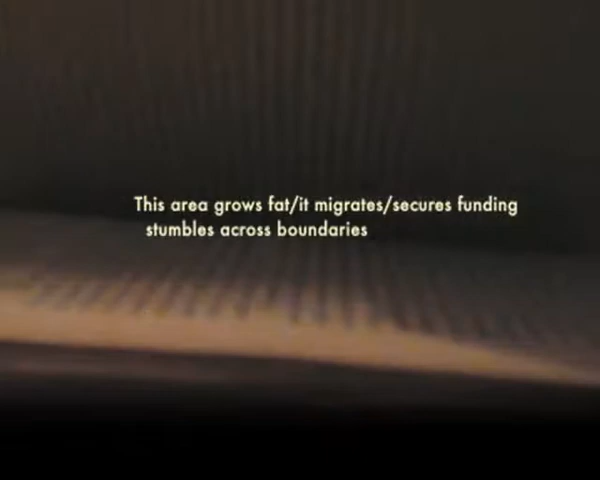 This area grows fat/it migrates/secures funding
stumbles across boundaries